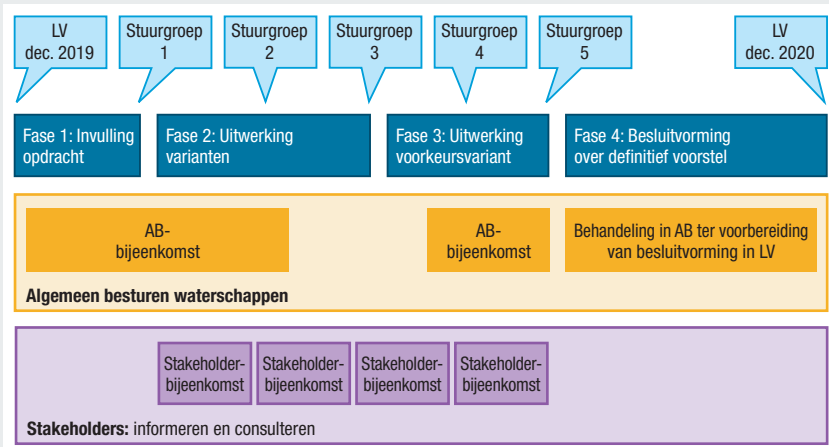 LV
dec. 2019
Stuurgroep
1
Stuurgroep
2
Stuurgroep
3
Stuurgroep
4
Stuurgroep
5
LV
dec. 2020
Fase 1: Invulling
opdracht
Fase 2: Uitwerking
varianten
Fase 3: Uitwerking
voorkeursvariant
Fase 4: Besluitvorming
over definitief voorstel
AB-
bijeenkomst
AB-
bijeenkomst
Behandeling in AB ter voorbereiding
van besluitvorming in LV
Algemeen besturen waterschappen
Stakeholder-
bijeenkomst
Stakeholder-
bijeenkomst
Stakeholder-
bijeenkomst
Stakeholder-
bijeenkomst
Stakeholders: informeren en consulteren